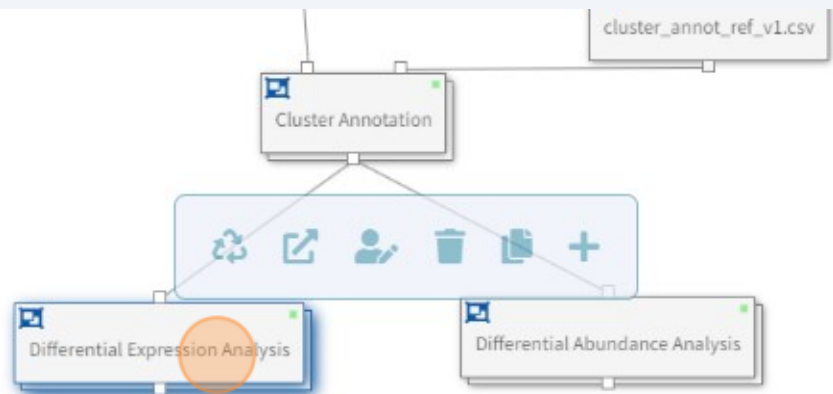 cluster_annot_ref_v1.csv
Cluster Annotation
Differential Expression Analysis
Differential Abundance Analysis